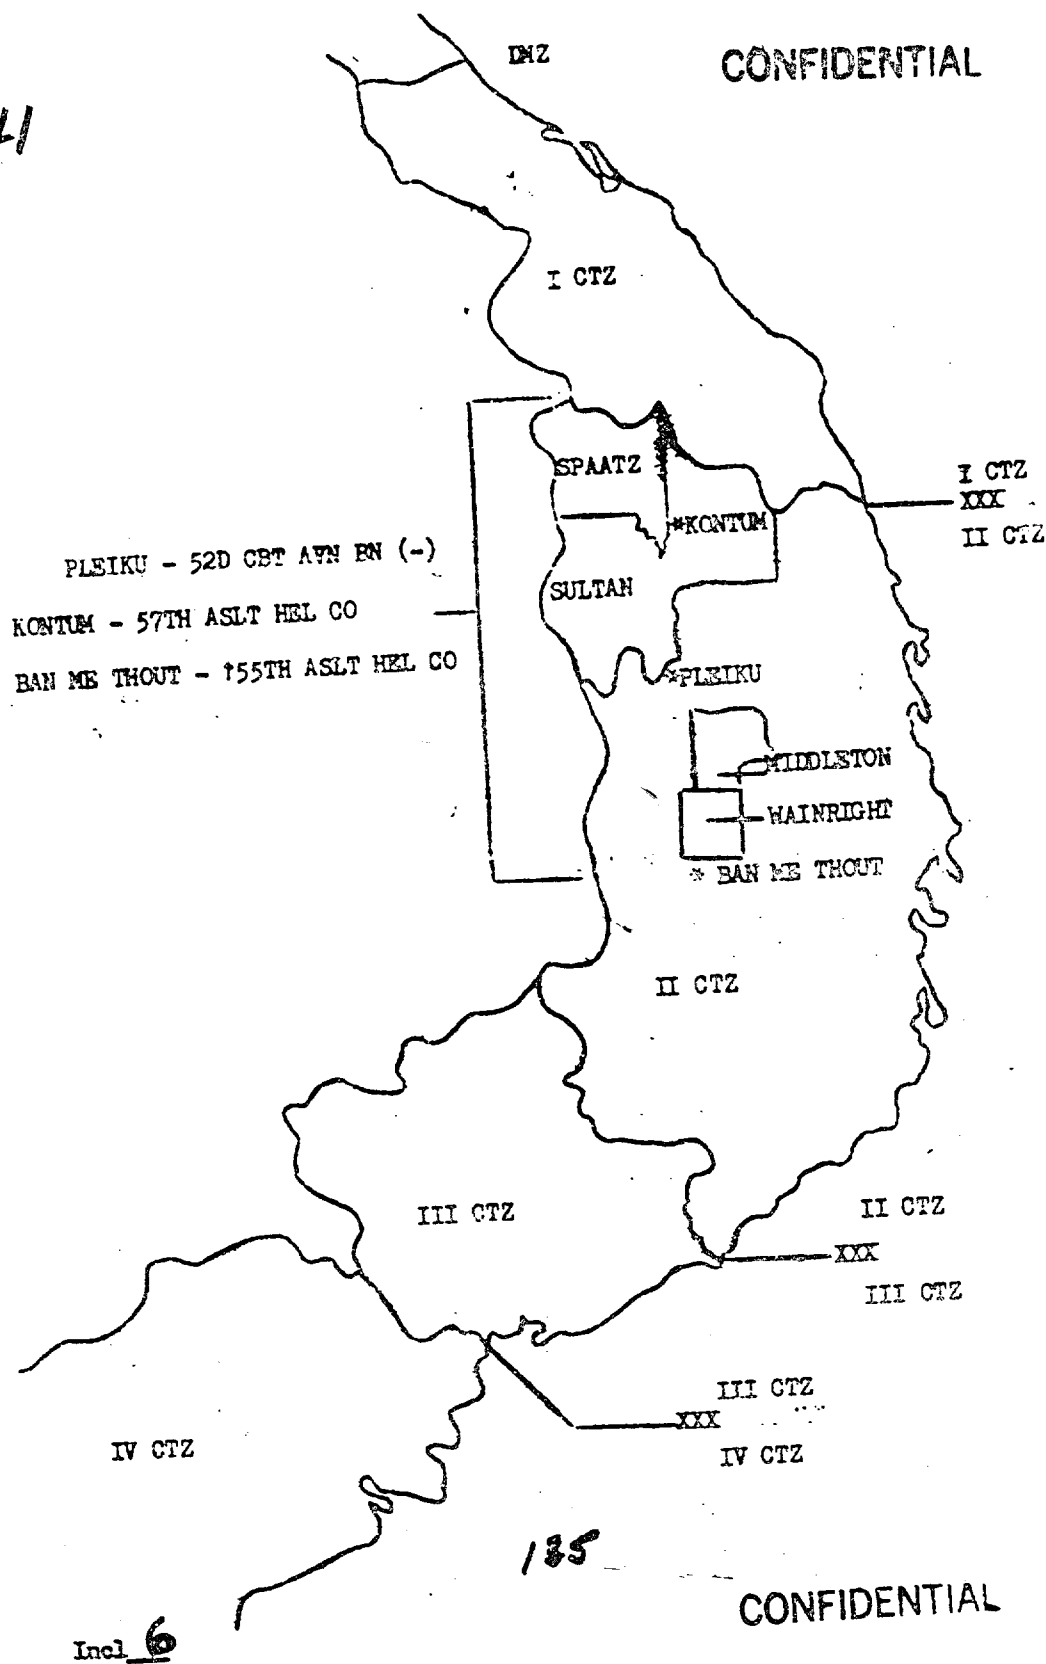 DMZ
CONFIDENTIAL
I CTZ
SPAATZ
I CTZ
XXX
II CTZ
*KONTUM
PLEIKU - 52D CBT AVN BN (-)
SULTAN
KONTUM - 57TH ASLT HEL CO
BAN ME THOUT - 155TH ASLT HEL CO
*PLEIKU
MIDDLETON
WAINRIGHT
* BAN ME THOUT
II CTZ
III CTZ
II CTZ
XXX
III CTZ
III CTZ
XXX
IV CTZ
IV CTZ
135
CONFIDENTIAL
Incl 6